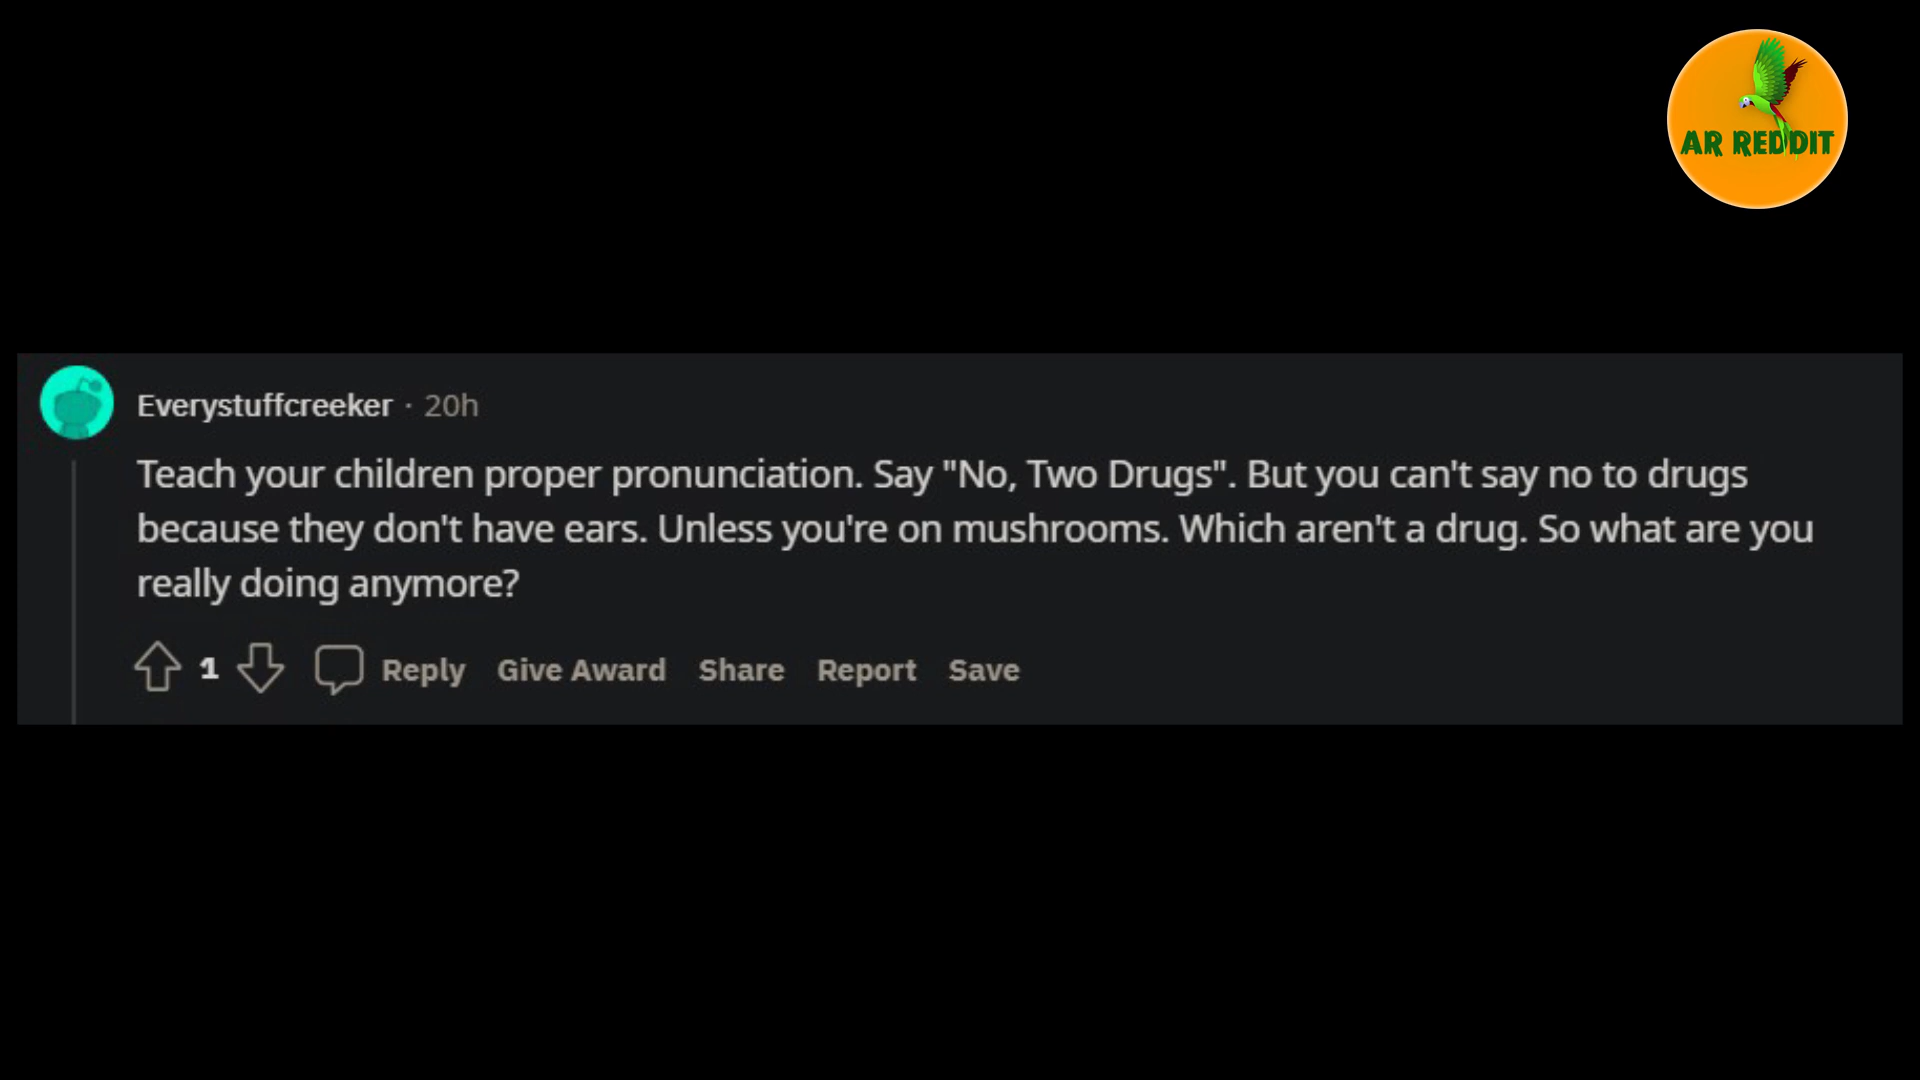 AR REDDIT
Everystuffcreeker · 20h
Teach your children proper pronunciation. Say "No, Two Drugs". But you can't say no to drugs
because they don't have ears. Unless you're on mushrooms. Which aren't a drug. So what are you
really doing anymore?
1 Reply Give Award Share Report Save